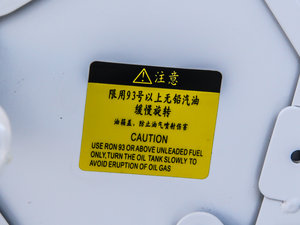 注意
限用93号以上无铅汽油
缓慢旋转
油箱盖、防止油气喷射伤害
CAUTION
USE RON 93 OR ABOVE UNLEADED FUEL
ONLY,TURN THE OIL TANK SLOWLY TO
AVOID ERUPTION OF OIL GAS